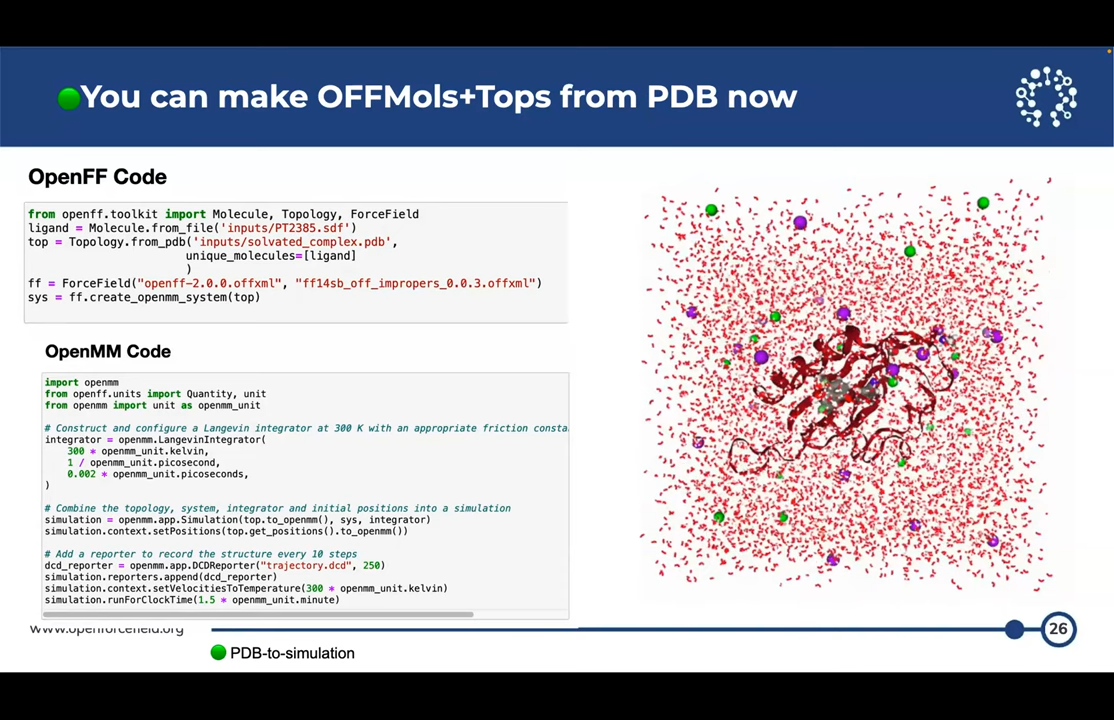 You can make OFFMols+Tops from PDB now
OpenFF Code
from openff.toolkit import Molecule, Topology, ForceField
ligand = Molecule.from_file('inputs/PT2385.sdf')
top = Topology.from_pdb('inputs/solvated_complex.pdb',
unique_molecules=[ligand]
)
ff = ForceField("openff-2.0.0.offxml", "ff14sb_off_impropers_0.0.3.offxml")
sys = ff.create_openmm_system(top)
OpenMM Code
import openmm
from openff.units import Quantity, unit
from openmm import unit as openmm_unit
# Construct and configure a Langevin integrator at 300 K with an appropriate friction consta
integrator = openmm.LangevinIntegrator(
300 * openmm_unit.kelvin,
1 / openmm_unit.picosecond,
0.002 * openmm_unit.picoseconds,
)
# Combine the topology, system, integrator and initial positions into a simulation
simulation = openmm.app.Simulation(top.to_openmm(), sys, integrator)
simulation.context.setPositions(top.get_positions().to_openmm())
# Add a reporter to record the structure every 10 steps
dcd_reporter = openmm.app.DCDReporter("trajectory.dcd", 250)
simulation.reporters.append(dcd_reporter)
simulation.context.setVelocitiesToTemperature(300 * openmm_unit.kelvin)
simulation.runForClockTime(1.5 * openmm_unit.minute)
www.openforcefield.org
26
PDB-to-simulation